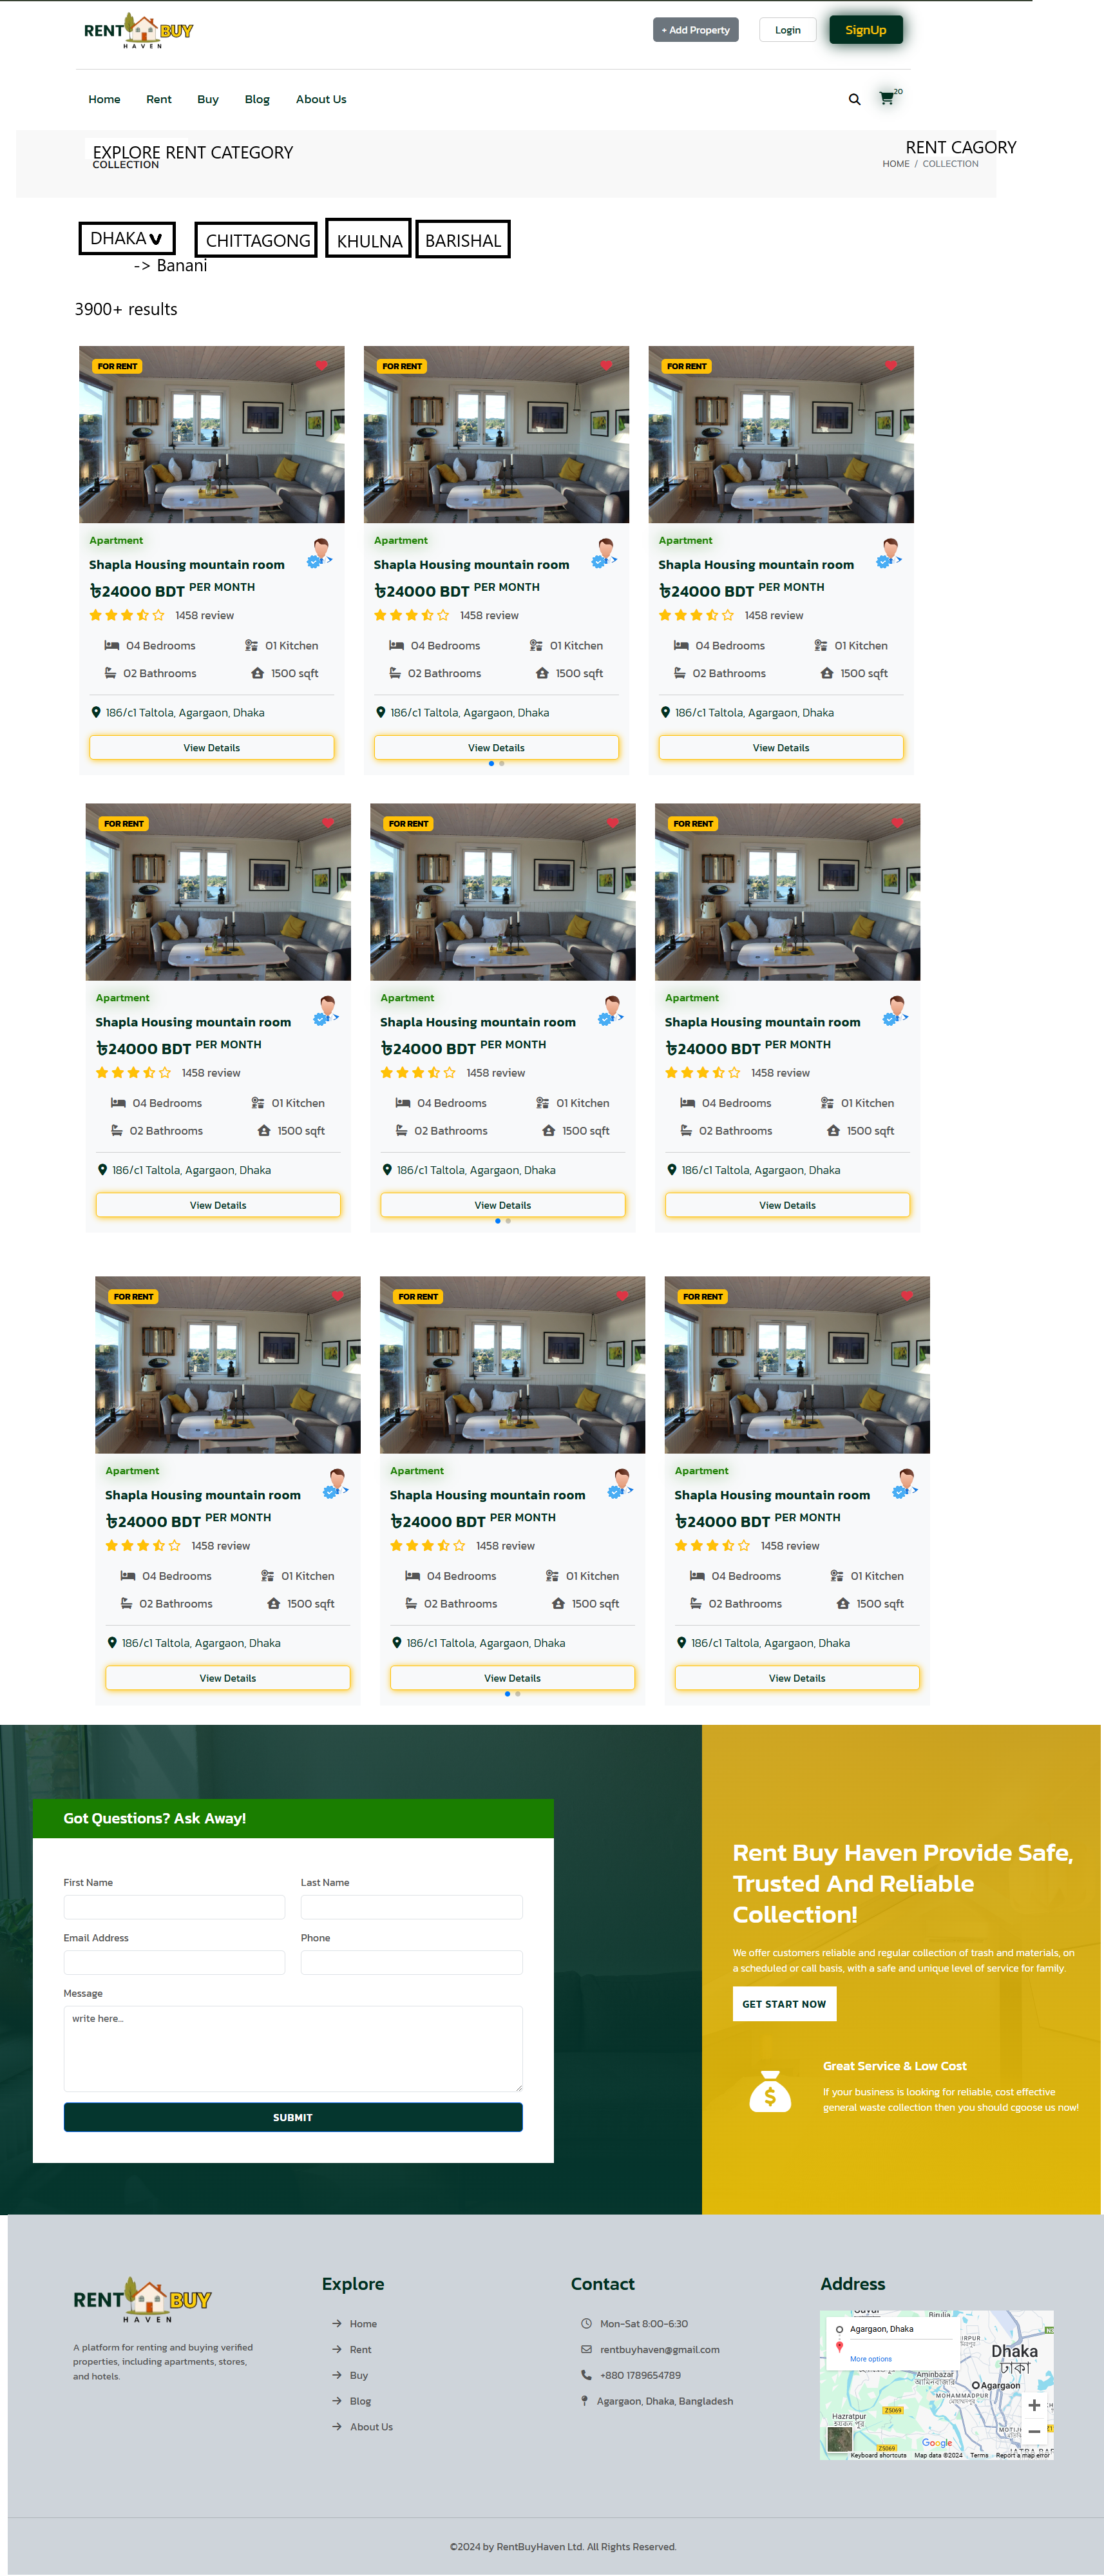 RENT BUY
HAVEN
+ Add Property
Login
SignUp
Home
Rent
Buy
Blog
About Us
20
EXPLORE RENT CATEGORY
COLLECTION
RENT CAGORY
HOME / COLLECTION
DHAKA
CHITTAGONG
KHULNA
BARISHAL
-> Banani
3900+ results
FOR RENT
FOR RENT
FOR RENT
Apartment
Apartment
Apartment
Shapla Housing mountain room
Shapla Housing mountain room
Shapla Housing mountain room
৳24000 BDT PER MONTH
৳24000 BDT PER MONTH
৳24000 BDT PER MONTH
1458 review
1458 review
1458 review
04 Bedrooms 01 Kitchen
04 Bedrooms 01 Kitchen
04 Bedrooms 01 Kitchen
02 Bathrooms 1500 sqft
02 Bathrooms 1500 sqft
02 Bathrooms 1500 sqft
186/c1 Taltola, Agargaon, Dhaka
186/c1 Taltola, Agargaon, Dhaka
186/c1 Taltola, Agargaon, Dhaka
View Details
View Details
View Details
FOR RENT
FOR RENT
FOR RENT
Apartment
Apartment
Apartment
Shapla Housing mountain room
Shapla Housing mountain room
Shapla Housing mountain room
৳24000 BDT PER MONTH
৳24000 BDT PER MONTH
৳24000 BDT PER MONTH
1458 review
1458 review
1458 review
04 Bedrooms 01 Kitchen
04 Bedrooms 01 Kitchen
04 Bedrooms 01 Kitchen
02 Bathrooms 1500 sqft
02 Bathrooms 1500 sqft
02 Bathrooms 1500 sqft
186/c1 Taltola, Agargaon, Dhaka
186/c1 Taltola, Agargaon, Dhaka
186/c1 Taltola, Agargaon, Dhaka
View Details
View Details
View Details
FOR RENT
FOR RENT
FOR RENT
Apartment
Apartment
Apartment
Shapla Housing mountain room
Shapla Housing mountain room
Shapla Housing mountain room
৳24000 BDT PER MONTH
৳24000 BDT PER MONTH
৳24000 BDT PER MONTH
1458 review
1458 review
1458 review
04 Bedrooms 01 Kitchen
04 Bedrooms 01 Kitchen
04 Bedrooms 01 Kitchen
02 Bathrooms 1500 sqft
02 Bathrooms 1500 sqft
02 Bathrooms 1500 sqft
186/c1 Taltola, Agargaon, Dhaka
186/c1 Taltola, Agargaon, Dhaka
186/c1 Taltola, Agargaon, Dhaka
View Details
View Details
View Details
Got Questions? Ask Away!
First Name
Last Name
Email Address
Phone
Message
write here...
SUBMIT
Rent Buy Haven Provide Safe,
Trusted And Reliable
Collection!
We offer customers reliable and regular collection of trash and materials, on
a scheduled or call basis, with a safe and unique level of service for family.
GET START NOW
Great Service & Low Cost
If your business is looking for reliable, cost effective
general waste collection then you should cgoose us now!
RENT BUY
HAVEN
A platform for renting and buying verified
properties, including apartments, stores,
and hotels.
Explore
Home
Rent
Buy
Blog
About Us
Contact
Mon-Sat 8:00-6:30
rentbuyhaven@gmail.com
+880 1789654789
Agargaon, Dhaka, Bangladesh
Address
Birulia
Agargaon, Dhaka
More options
Dhaka
ঢাকা
Aminbazar
আমিনবাজার
Agargaon
MOHAMMADPUR
Hazratpur
হযরতপুর
Z5069
Z5069
Google
Keyboard shortcuts Map data ©2024 Terms Report a map error
©2024 by RentBuyHaven Ltd. All Rights Reserved.